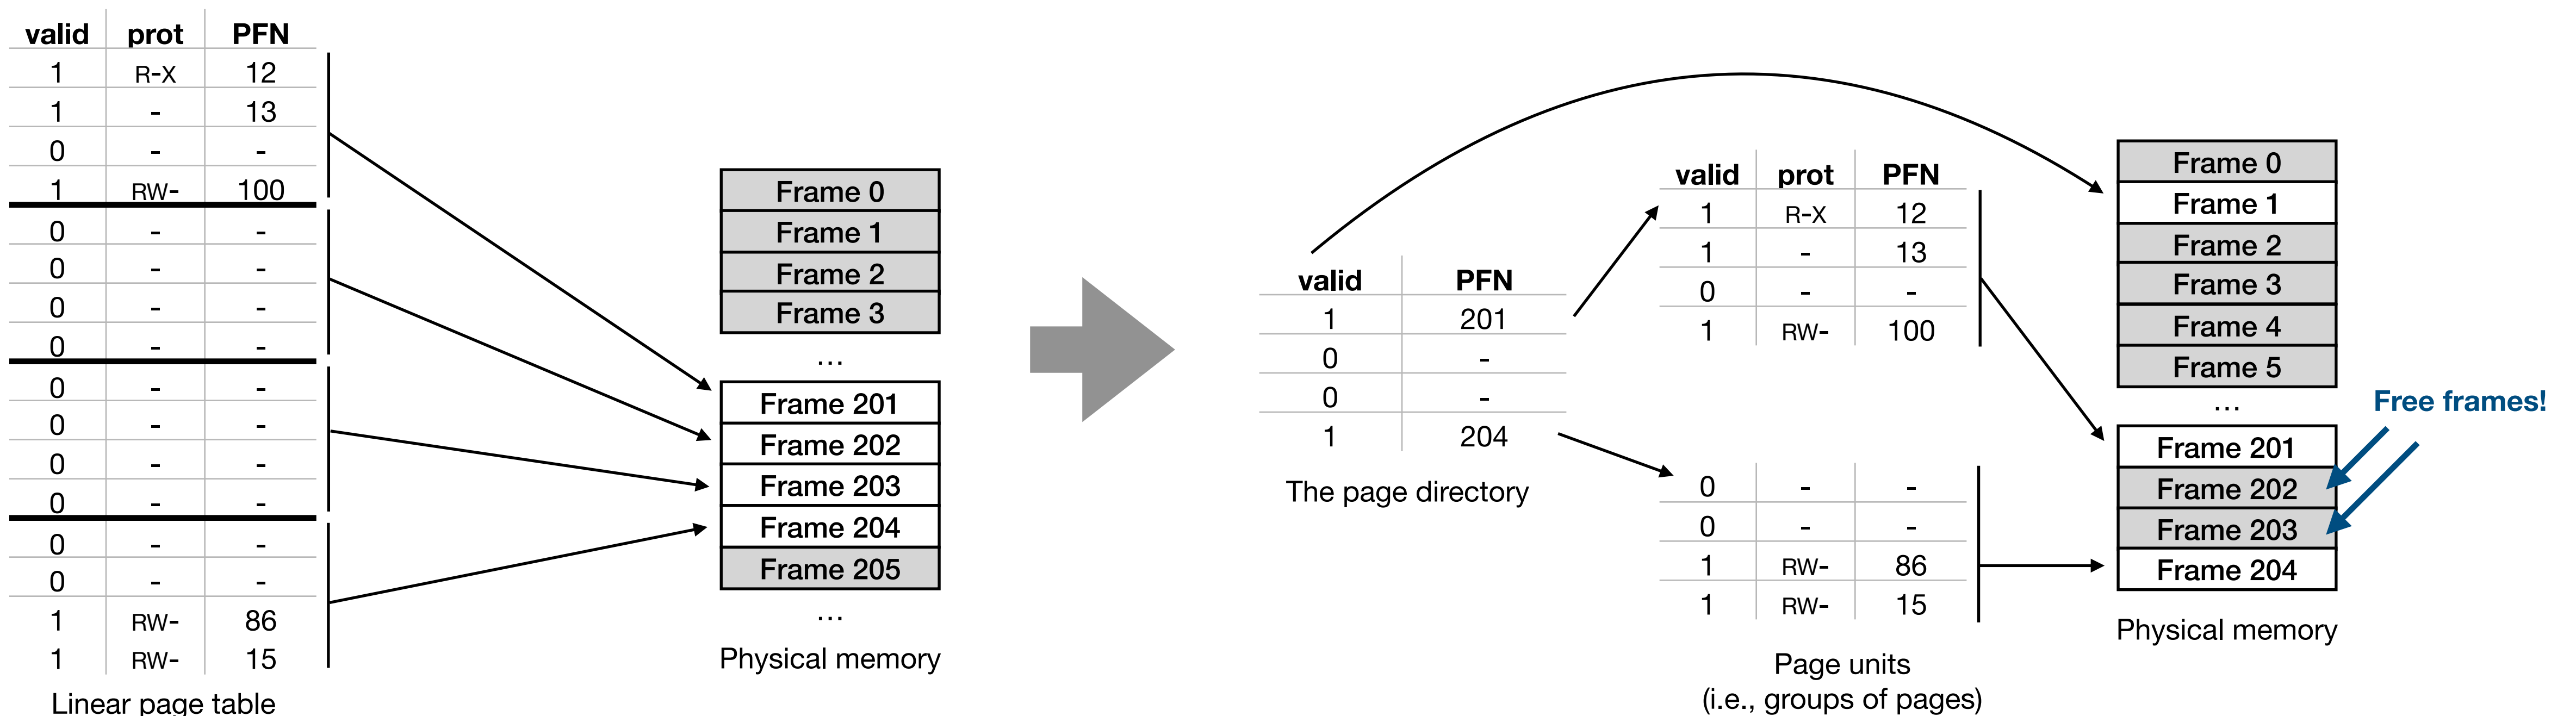 valid prot PFN
1 R-X 12
1 - 13
0 - -
1 RW- 100
0 - -
0 - -
0 - -
0 - -
0 - -
0 - -
0 - -
0 - -
0 - -
0 - -
1 RW- 86
1 RW- 15
Linear page table
Frame 0
Frame 1
Frame 2
Frame 3
...
Frame 201
Frame 202
Frame 203
Frame 204
Frame 205
...
Physical memory
valid PFN
1 201
0 -
0 -
1 204
The page directory
valid prot PFN
1 R-X 12
1 - 13
0 - -
1 RW- 100
0 - -
0 - -
1 RW- 86
1 RW- 15
Page units
(i.e., groups of pages)
Frame 0
Frame 1
Frame 2
Frame 3
Frame 4
Frame 5
...
Free frames!
Frame 201
Frame 202
Frame 203
Frame 204
Physical memory